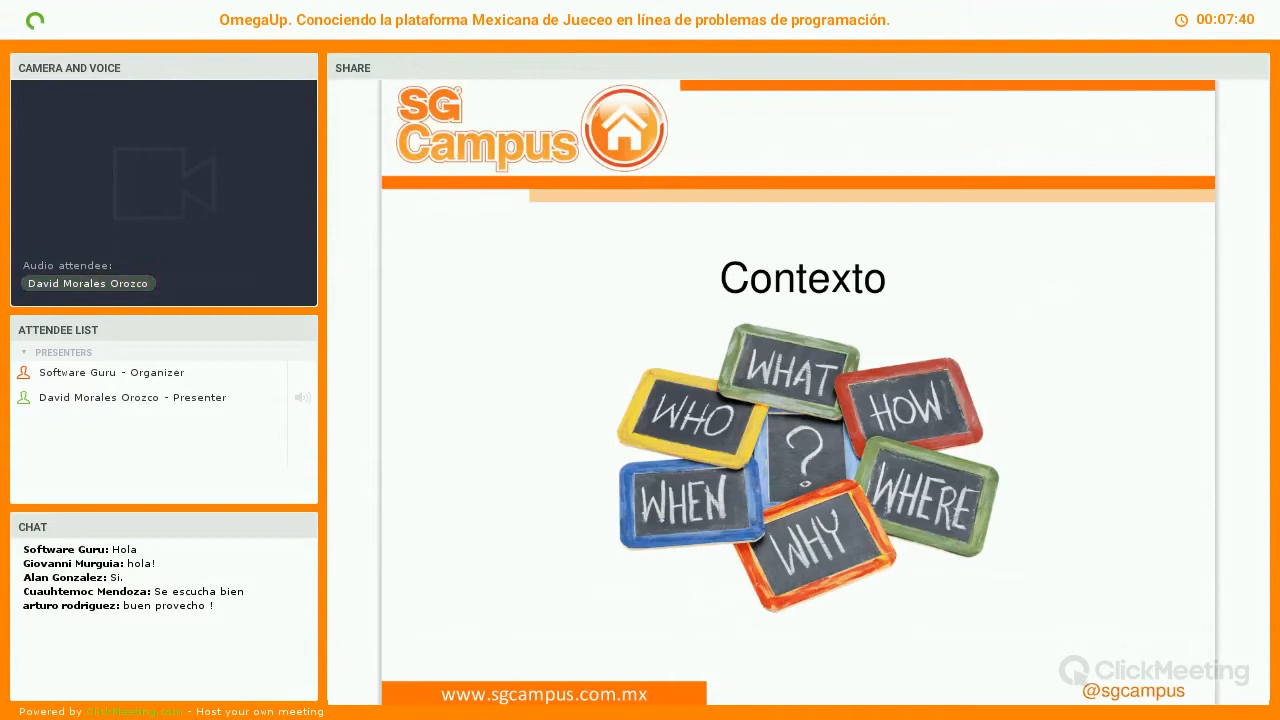 OmegaUp. Conociendo la plataforma Mexicana de Jueceo en línea de problemas de programación.
00:07:40
CAMERA AND VOICE
Audio attendee:
David Morales Orozco
ATTENDEE LIST
PRESENTERS
Software Guru - Organizer
David Morales Orozco - Presenter
CHAT
Software Guru: Hola
Giovanni Murguia: hola!
Alan Gonzalez: Si.
Cuauhtemoc Mendoza: Se escucha bien
arturo rodriguez: buen provecho !
Powered by ClickMeeting.com - Host your own meeting
SHARE
SG
Campus
Contexto
WHAT
WHO
HOW
?
WHEN
WHERE
WHY
ClickMeeting
@sgcampus
www.sgcampus.com.mx